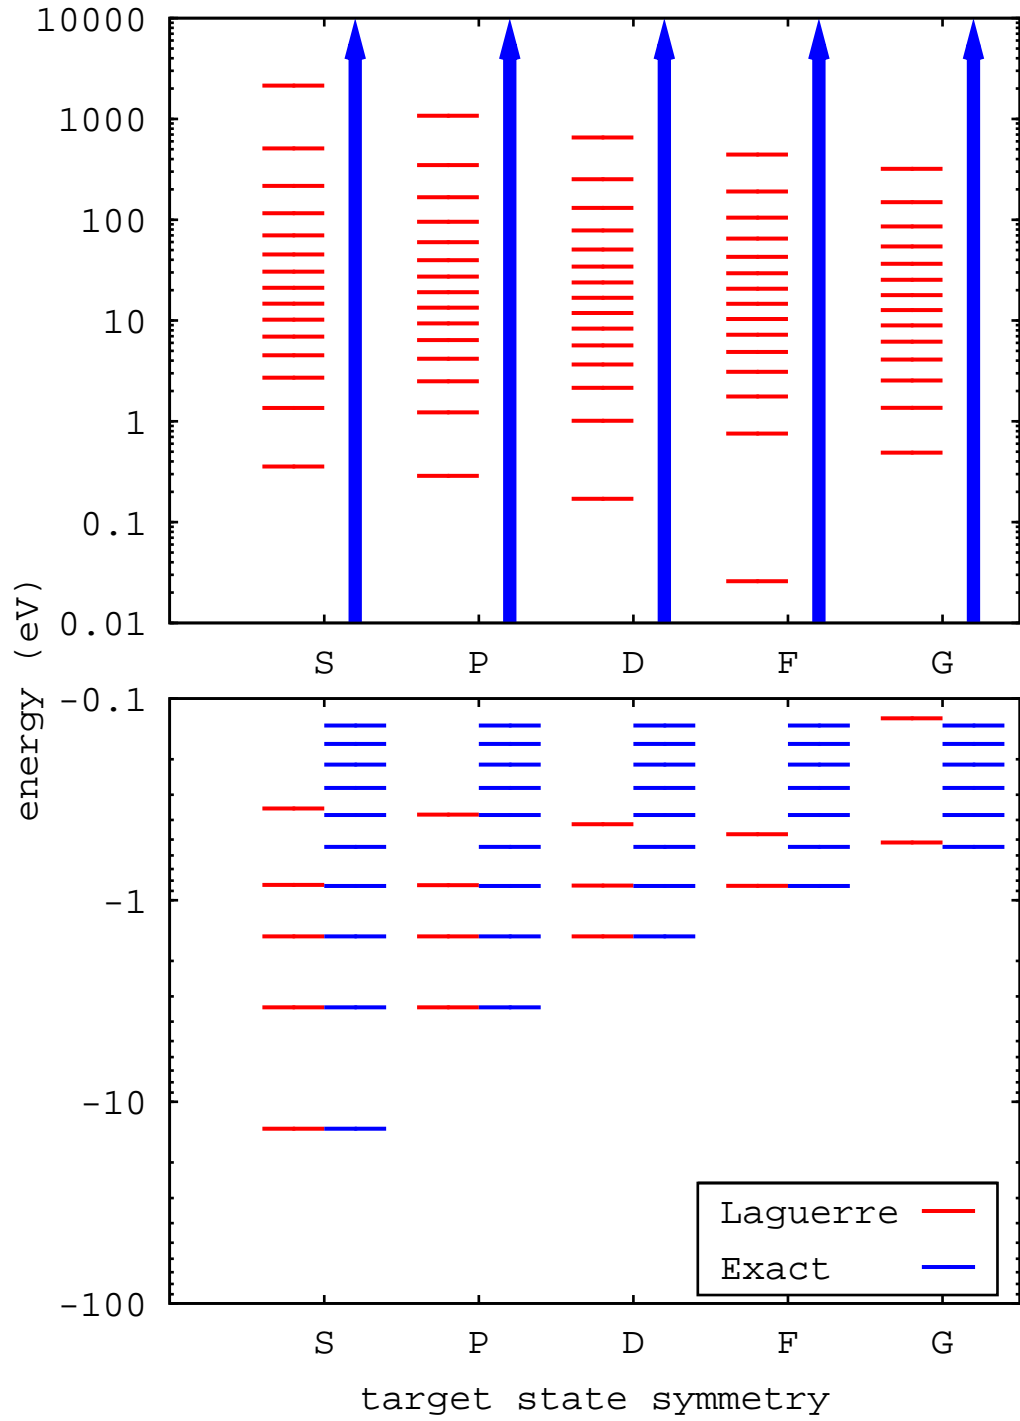 10000
1000
100
10
1
0.1
0.01
S P D F G
energy (eV)
-0.1
-1
-10
-100
Laguerre
Exact
S P D F G
target state symmetry